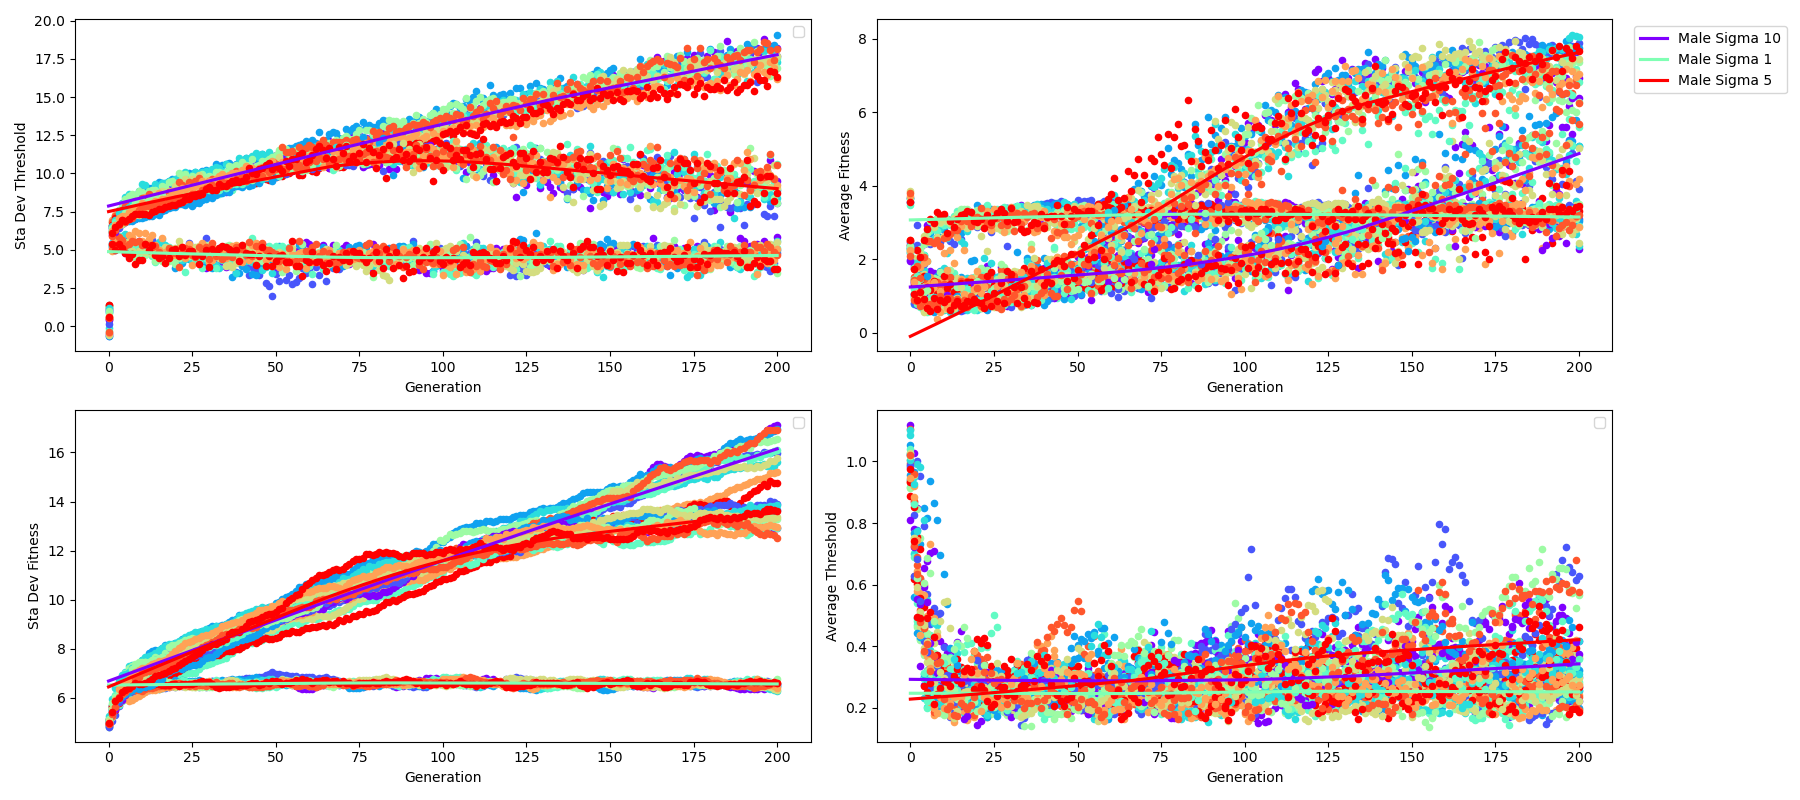 20.0
17.5
15.0
12.5
10.0
7.5
5.0
2.5
0.0
Sta Dev Threshold
0 25 50 75 100 125 150 175 200
Generation
8
6
4
2
0
Average Fitness
0 25 50 75 100 125 150 175 200
Generation
Male Sigma 10
Male Sigma 1
Male Sigma 5
16
14
12
10
8
6
Sta Dev Fitness
0 25 50 75 100 125 150 175 200
Generation
1.0
0.8
0.6
0.4
0.2
Average Threshold
0 25 50 75 100 125 150 175 200
Generation